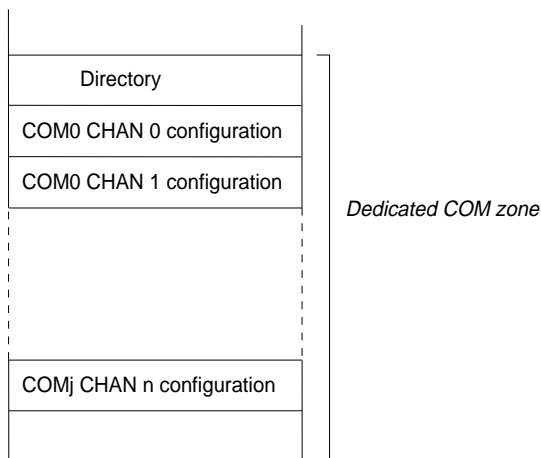 Directory
COM0 CHAN 0 configuration
COM0 CHAN 1 configuration
Dedicated COM zone
COMj CHAN n configuration